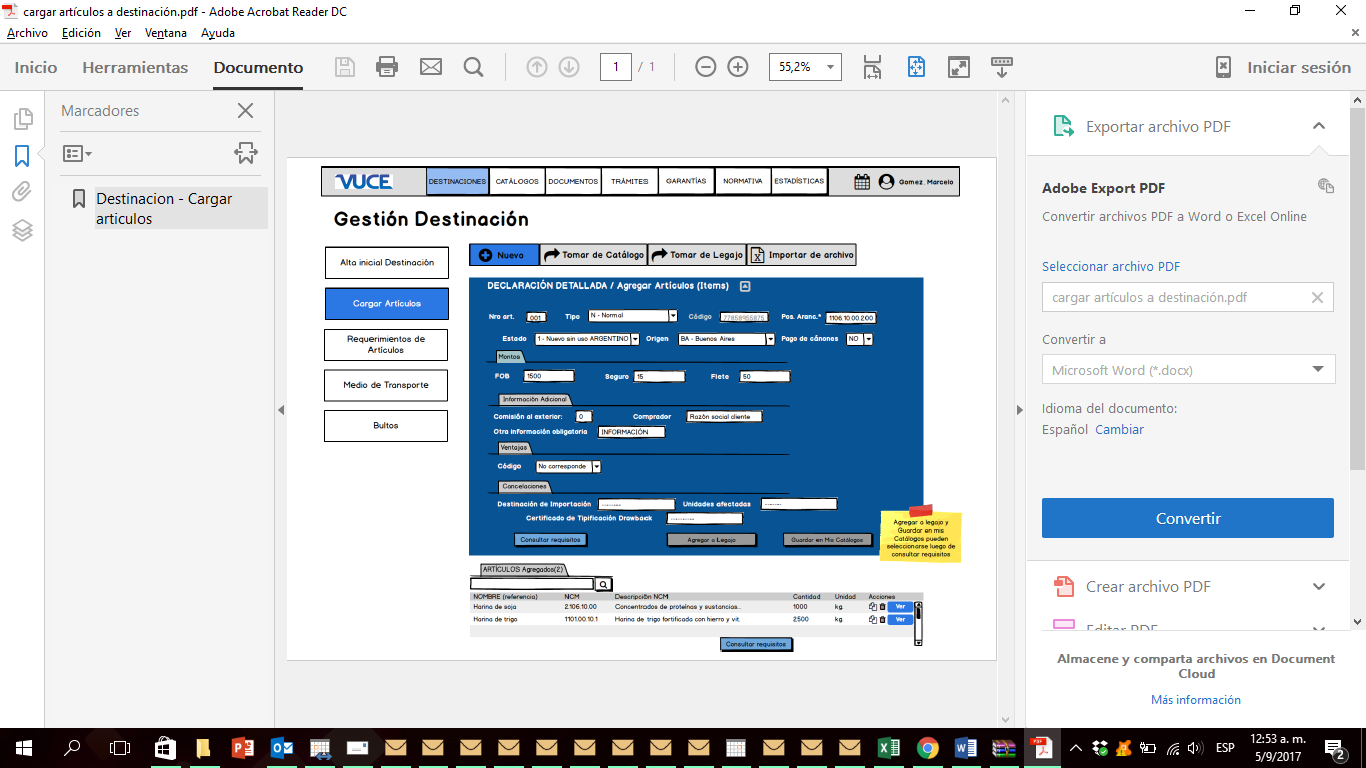 cargar artículos a destinación.pdf - Adobe Acrobat Reader DC
Archivo Edición Ver Ventana Ayuda
Inicio Herramientas Documento 1 / 1 55,2% Iniciar sesión
Marcadores
Destinacion - Cargar
articulos
VUCE DESTINACIONES CATÁLOGOS DOCUMENTOS TRÁMITES GARANTÍAS NORMATIVA ESTADÍSTICAS Gomez, Marcelo
Gestión Destinación
Alta inicial Destinación
Cargar Artículos
Requerimientos de
Artículos
Medio de Transporte
Bultos
Nuevo Tomar de Catálogo Tomar de Legajo Importar de archivo
DECLARACIÓN DETALLADA / Agregar Artículos (Items)
Nro art. 001 Tipo N - Normal Código 77858955875 Pos. Aranc.* 1106.10.00.200
Estado 1 - Nuevo sin uso ARGENTINO Origen BA - Buenos Aires Pago de cánones NO
Montos
FOB 1500 Seguro 15 Flete 50
Información Adicional
Comisión al exterior: 0 Comprador Razón social cliente
Otra información obligatoria INFORMACIÓN
Ventajas
Código No corresponde
Cancelaciones
Destinación de Importación Unidades afectadas
Certificado de Tipificación Drawback
Consultar requisitos Agregar a Legajo Guardar en Mis Catálogos
Agregar a legajo y
Guardar en mis
Catálogos pueden
seleccionarse luego de
consultar requisitos
ARTÍCULOS Agregados(2)
NOMBRE (referencia) NCM Descripción NCM Cantidad Unidad Acciones
Harina de soja 2.106.10.00 Concentrados de proteínas y sustancias... 1000 kg. Ver
Harina de trigo 1101.00.10.1 Harina de trigo fortificada con hierro y vit. 2500 kg. Ver
Consultar requisitos
Exportar archivo PDF
Adobe Export PDF
Convertir archivos PDF a Word o Excel Online
Seleccionar archivo PDF
cargar artículos a destinación.pdf
Convertir a
Microsoft Word (*.docx)
Idioma del documento:
Español Cambiar
Convertir
Crear archivo PDF
Editar PDF
Almacene y comparta archivos en Document
Cloud
Más información
ESP 12:53 a. m.
5/9/2017 2